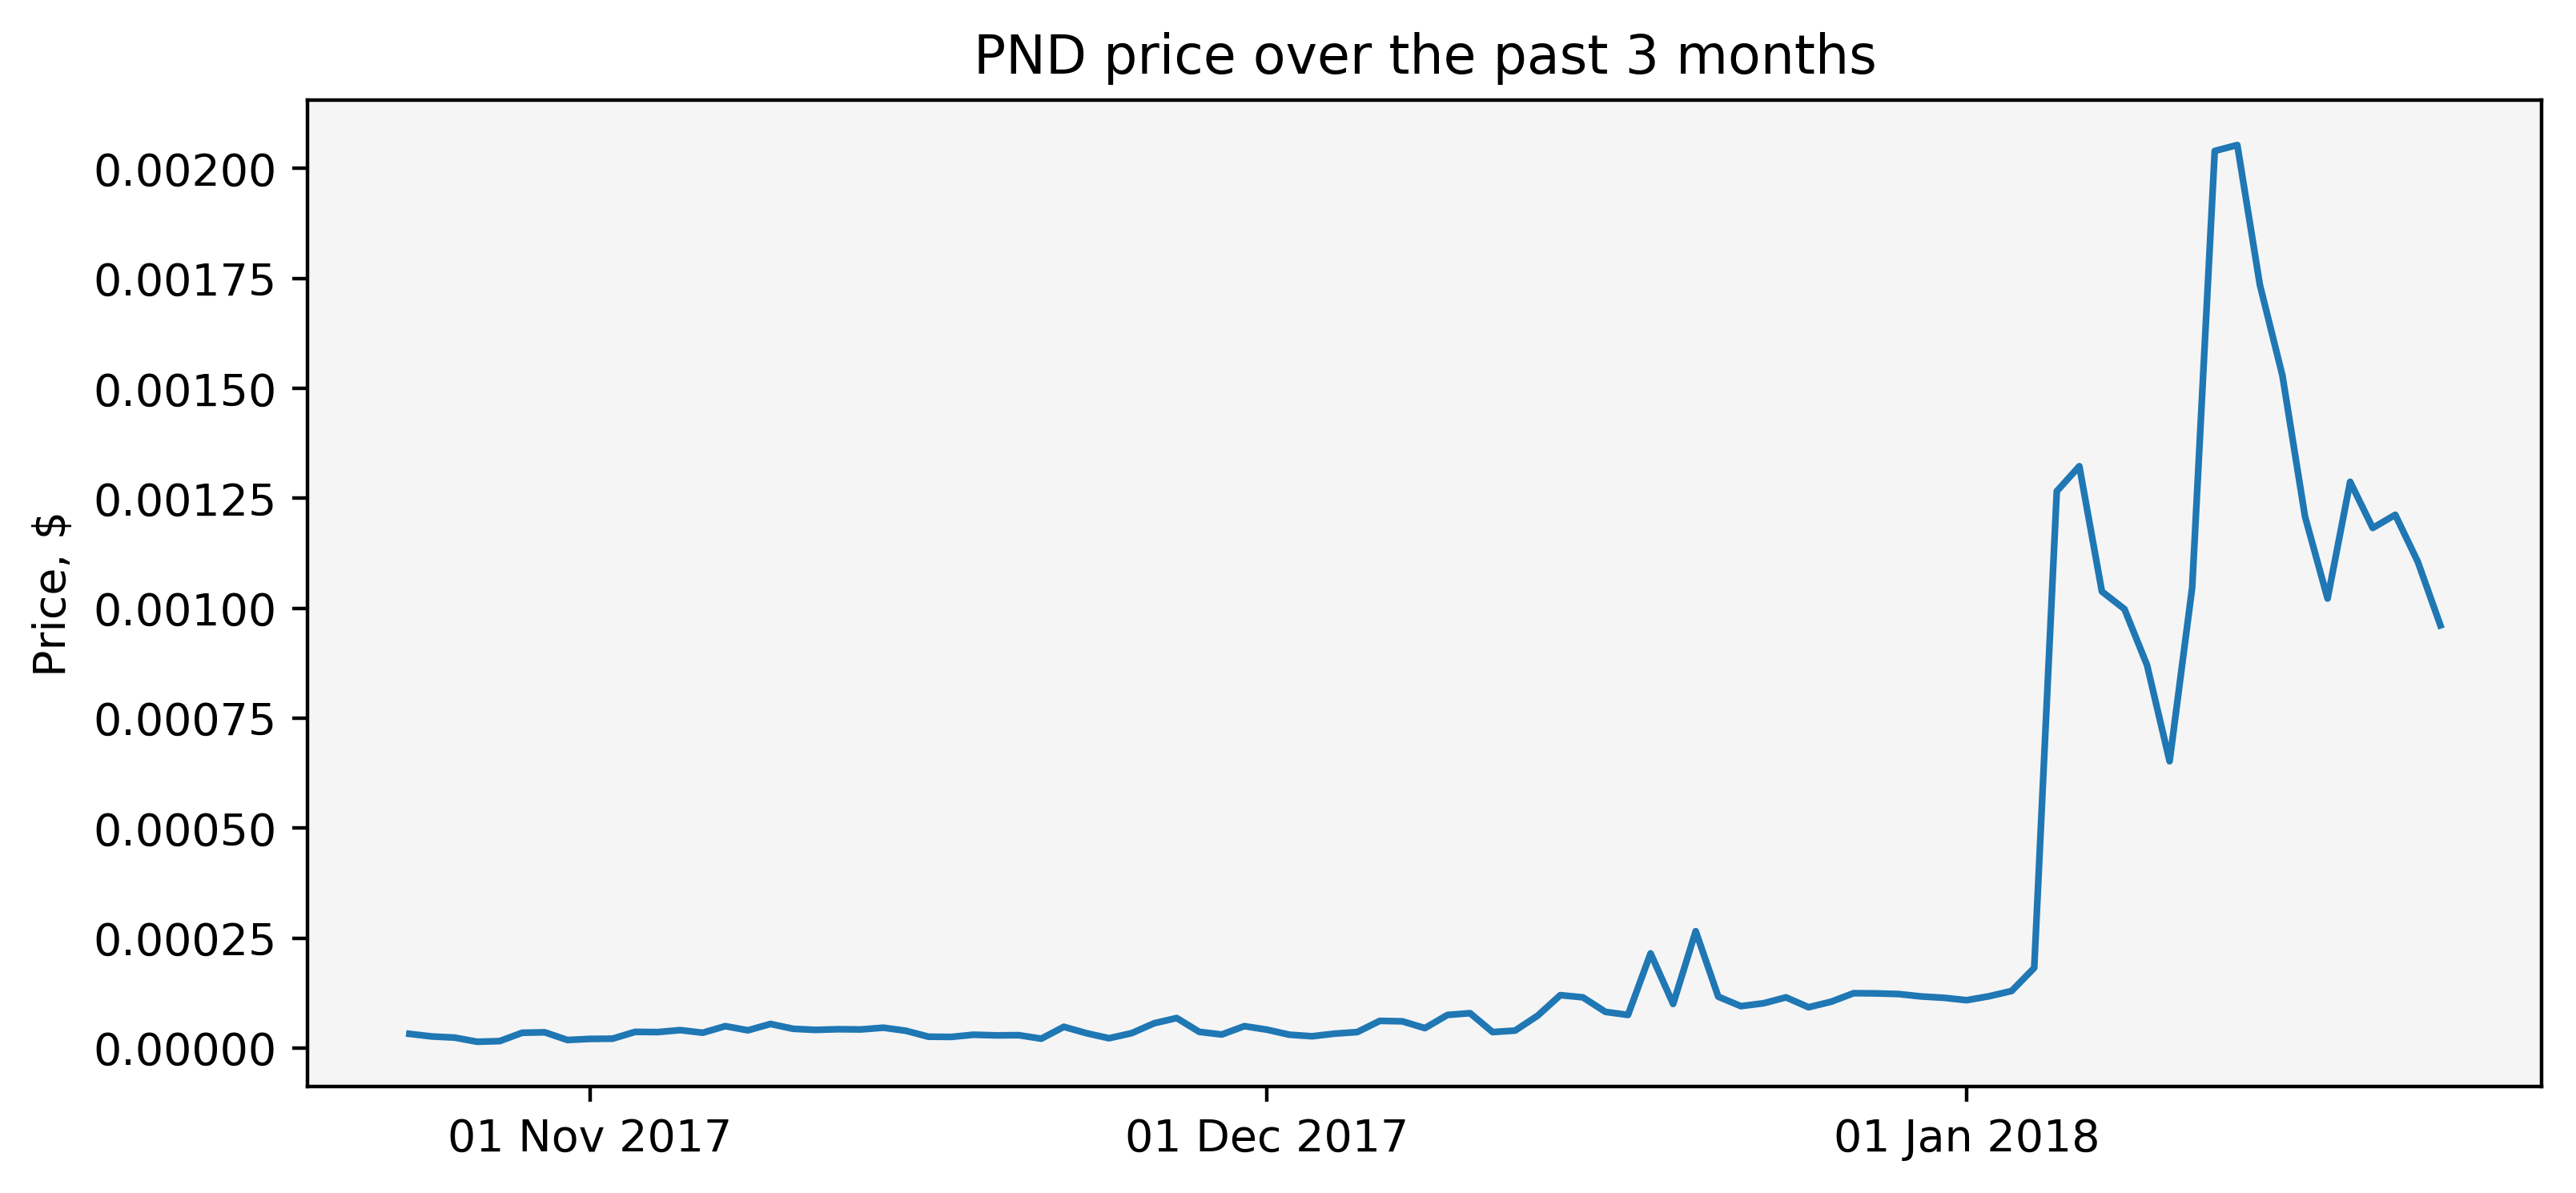 PND price over the past 3 months
Price, $
0.00200
0.00175
0.00150
0.00125
0.00100
0.00075
0.00050
0.00025
0.00000
01 Nov 2017
01 Dec 2017
01 Jan 2018